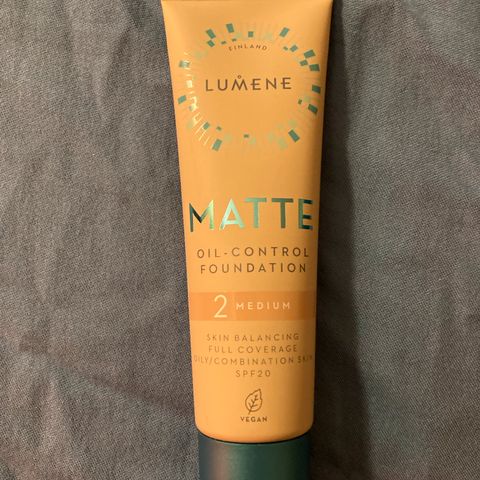 FINLAND
LUMENE
MATTE
OIL-CONTROL
FOUNDATION
2 MEDIUM
SKIN BALANCING
FULL COVERAGE
OILY/COMBINATION SKIN
SPF20
VEGAN